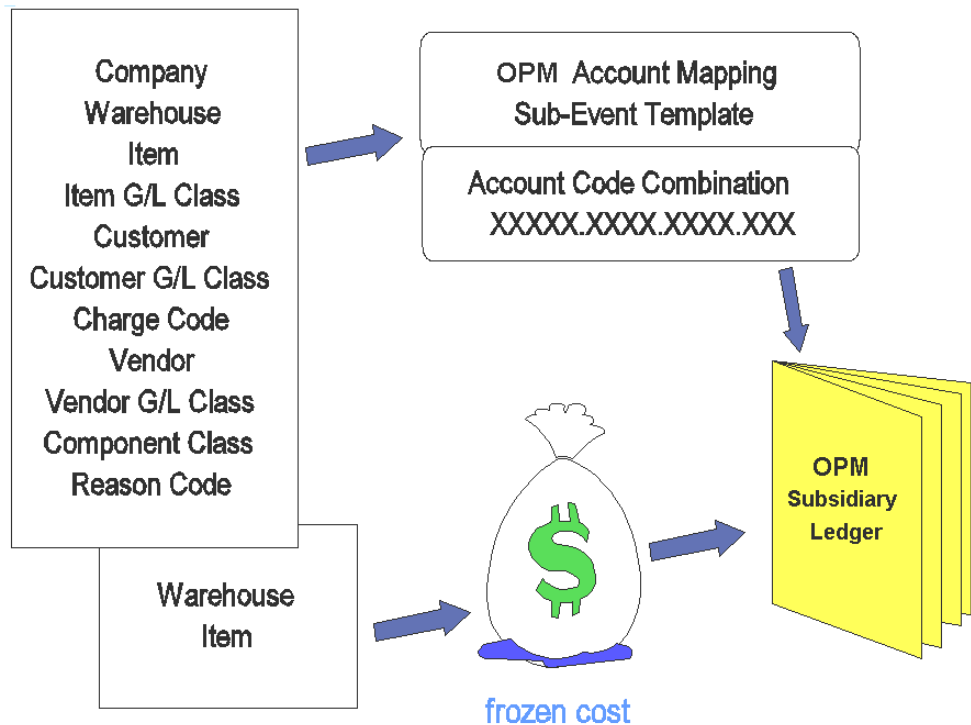 Company
Warehouse
Item
Item G/L Class
Customer
Customer G/L Class
Charge Code
Vendor
Vendor G/L Class
Component Class
Reason Code
Warehouse
Item
OPM Account Mapping
Sub-Event Template
Account Code Combination
XXXXX.XXXX.XXXX.XXX
$
frozen cost
OPM
Subsidiary
Ledger